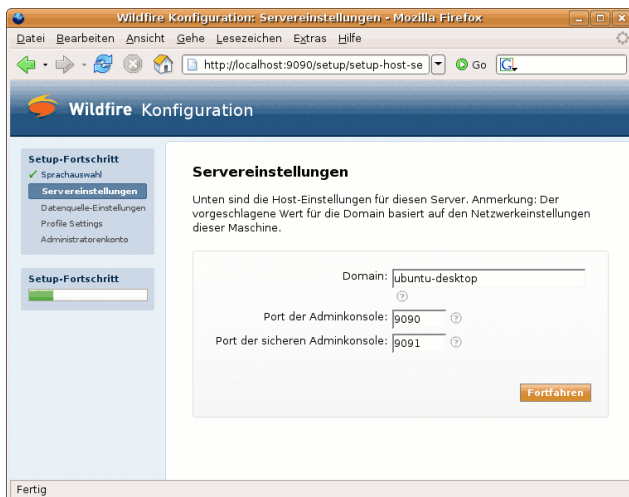 Wildfire Konfiguration: Servereinstellungen - Mozilla Firefox
Datei Bearbeiten Ansicht Gehe Lesezeichen Extras Hilfe
http://localhost:9090/setup/setup-host-se
Go
G
Wildfire Konfiguration
Setup-Fortschritt
Sprachauswahl
Servereinstellungen
Datenquelle-Einstellungen
Profile Settings
Administratorenkonto
Setup-Fortschritt
Servereinstellungen
Unten sind die Host-Einstellungen für diesen Server. Anmerkung: Der
vorgeschlagene Wert für die Domain basiert auf den Netzwerkeinstellungen
dieser Maschine.
Domain: ubuntu-desktop
?
Port der Adminkonsole: 9090 ?
Port der sicheren Adminkonsole: 9091 ?
Fortfahren
Fertig